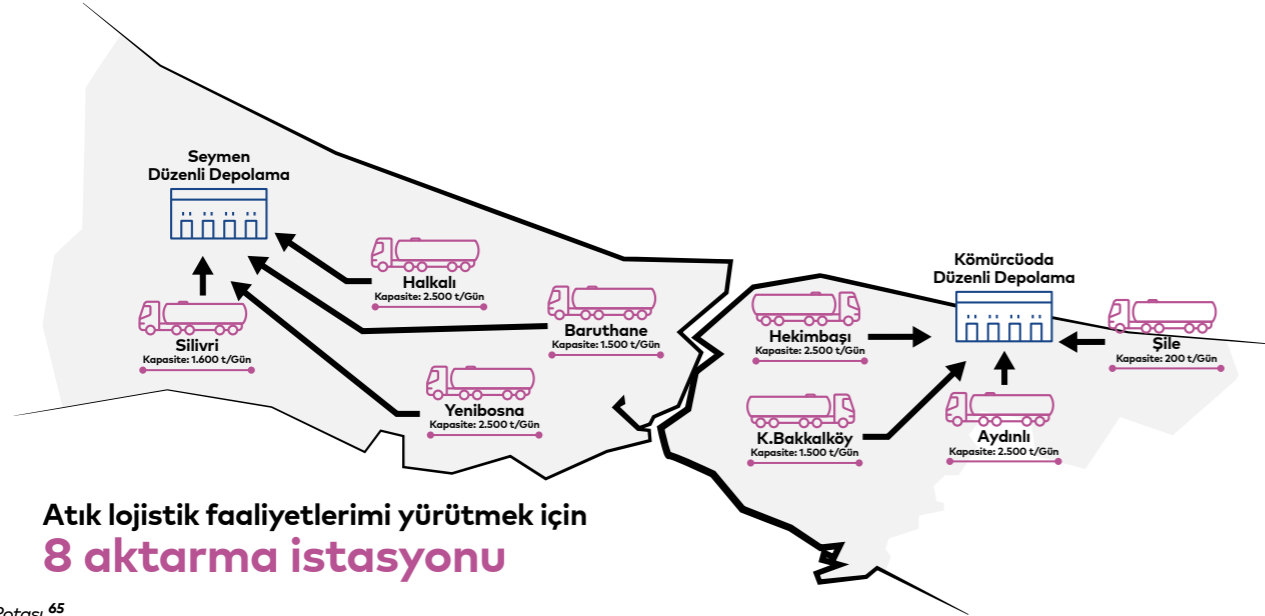 Seymen
Düzenli Depolama
Halkalı
Kapasite: 2.500 t/Gün
Silivri
Kapasite: 1.600 t/Gün
Baruthane
Kapasite: 1.500 t/Gün
Yenibosna
Kapasite: 2.500 t/Gün
Kömürcüoda
Düzenli Depolama
Hekimbaşı
Kapasite: 2.500 t/Gün
Şile
Kapasite: 200 t/Gün
K.Bakkalköy
Kapasite: 1.500 t/Gün
Aydınlı
Kapasite: 2.500 t/Gün
Atık lojistik faaliyetlerimi yürütmek için
8 aktarma istasyonu
65